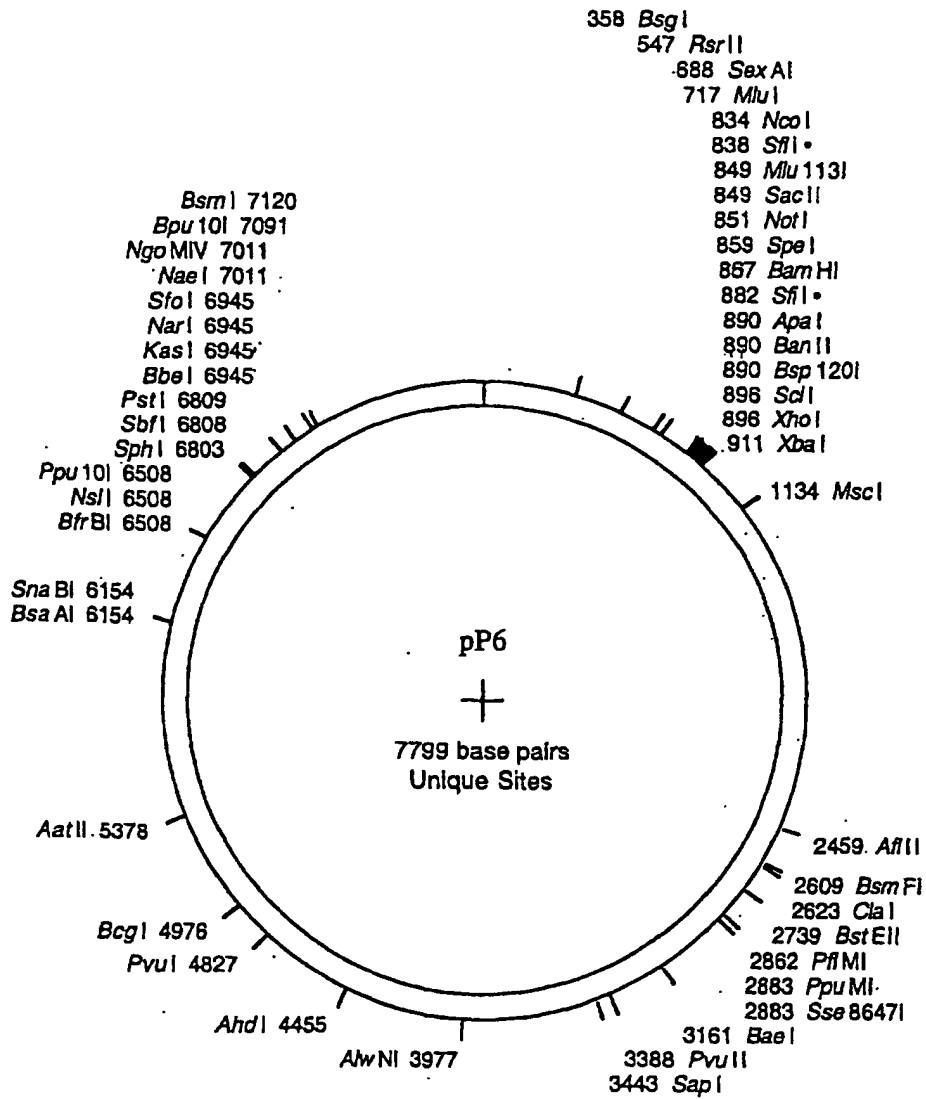 358 BsgI
547 RsrII
688 SexAI
717 MluI
834 NcoI
838 SfiI •
849 Mlu113I
849 SacII
851 NotI
859 SpeI
867 BamHI
882 SfiI •
890 ApaI
890 BanII
890 Bsp120I
896 SciI
896 XhoI
911 XbaI
1134 MscI
2459 AflII
2609 BsmFI
2623 ClaI
2739 BstEII
2862 PflMI
2883 PpuMI
2883 Sse8647I
3161 BaeI
3388 PvuII
3443 SapI
AlwNI 3977
AhdI 4455
PvuI 4827
BcgI 4976
AatII 5378
BsaAI 6154
SnaBI 6154
BfrBI 6508
NsiI 6508
Ppu10I 6508
SphI 6803
SbfI 6808
PstI 6809
BbeI 6945
KasI 6945
NarI 6945
SfoI 6945
NaeI 7011
NgoMIV 7011
Bpu10I 7091
BsmI 7120
pP6
7799 base pairs
Unique Sites